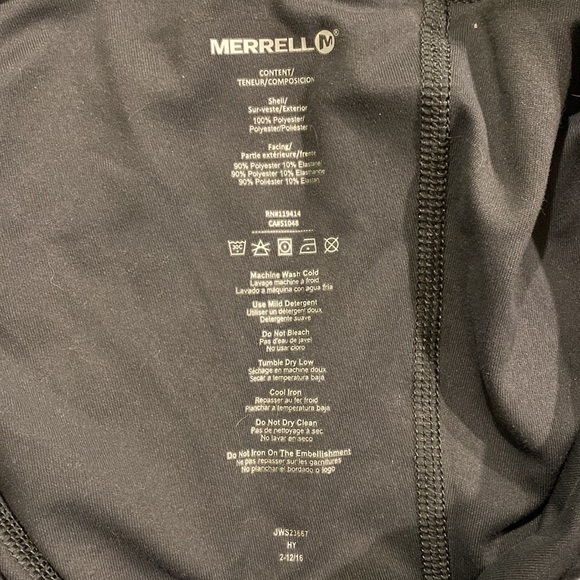 MERRELL M®
CONTENT/
TENEUR/COMPOSICION
Shell/
Sur-veste/Exterior
100% Polyester/
Polyester/Poliéster
Facing/
Partie extérieure/frente
90% Polyester 10% Elastane/
90% Polyester 10% Elasthanne
90% Poliéster 10% Elastán
RN#119414
CA#51048
Machine Wash Cold
Lavage machine à froid
Lavado a máquina con agua fria
Use Mild Detergent
Utiliser un détergent doux
Detergente suave
Do Not Bleach
Pas d'eau de javel
No usar cloro
Tumble Dry Low
Séchage en machine doux
Secar a temperatura baja
Cool Iron
Repasser au fer froid
Planchar a temperatura baja
Do Not Dry Clean
Pas de nettoyage à sec
No lavar en seco
Do Not Iron On The Embellishment
Ne pas repasser sur les garnitures
No planchar el bordado o logo
JWS23667
HY
2-12/16